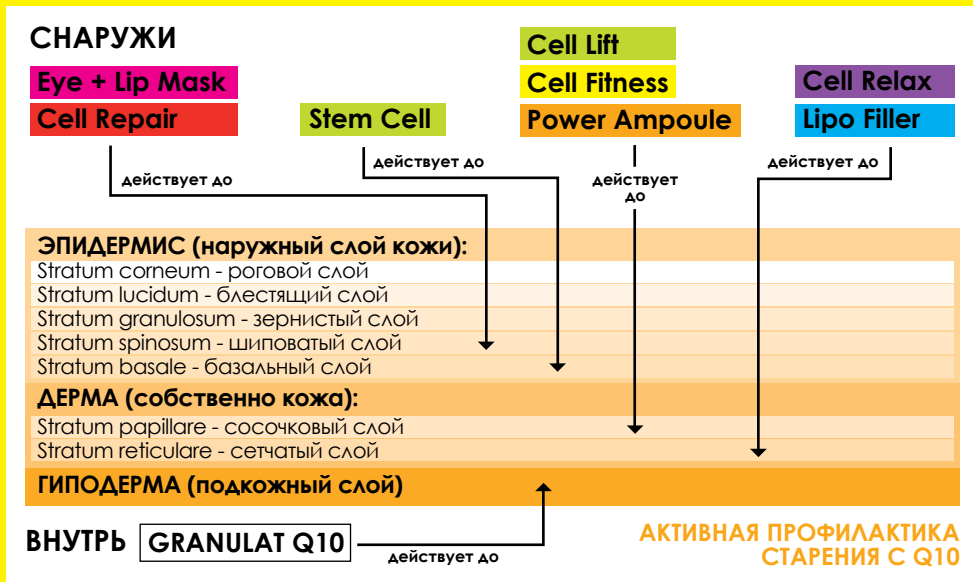 СНАРУЖИ
Eye + Lip Mask
Cell Repair
Stem Cell
Cell Lift
Cell Fitness
Power Ampoule
Cell Relax
Lipo Filler
действует до
действует до
действует
до
действует до
ЭПИДЕРМИС (наружный слой кожи):
Stratum corneum - роговой слой
Stratum lucidum - блестящий слой
Stratum granulosum - зернистый слой
Stratum spinosum - шиповатый слой
Stratum basale - базальный слой
ДЕРМА (собственно кожа):
Stratum papillare - сосочковый слой
Stratum reticulare - сетчатый слой
ГИПОДЕРМА (подкожный слой)
ВНУТРЬ GRANULAT Q10
действует до
АКТИВНАЯ ПРОФИЛАКТИКА
СТАРЕНИЯ С Q10